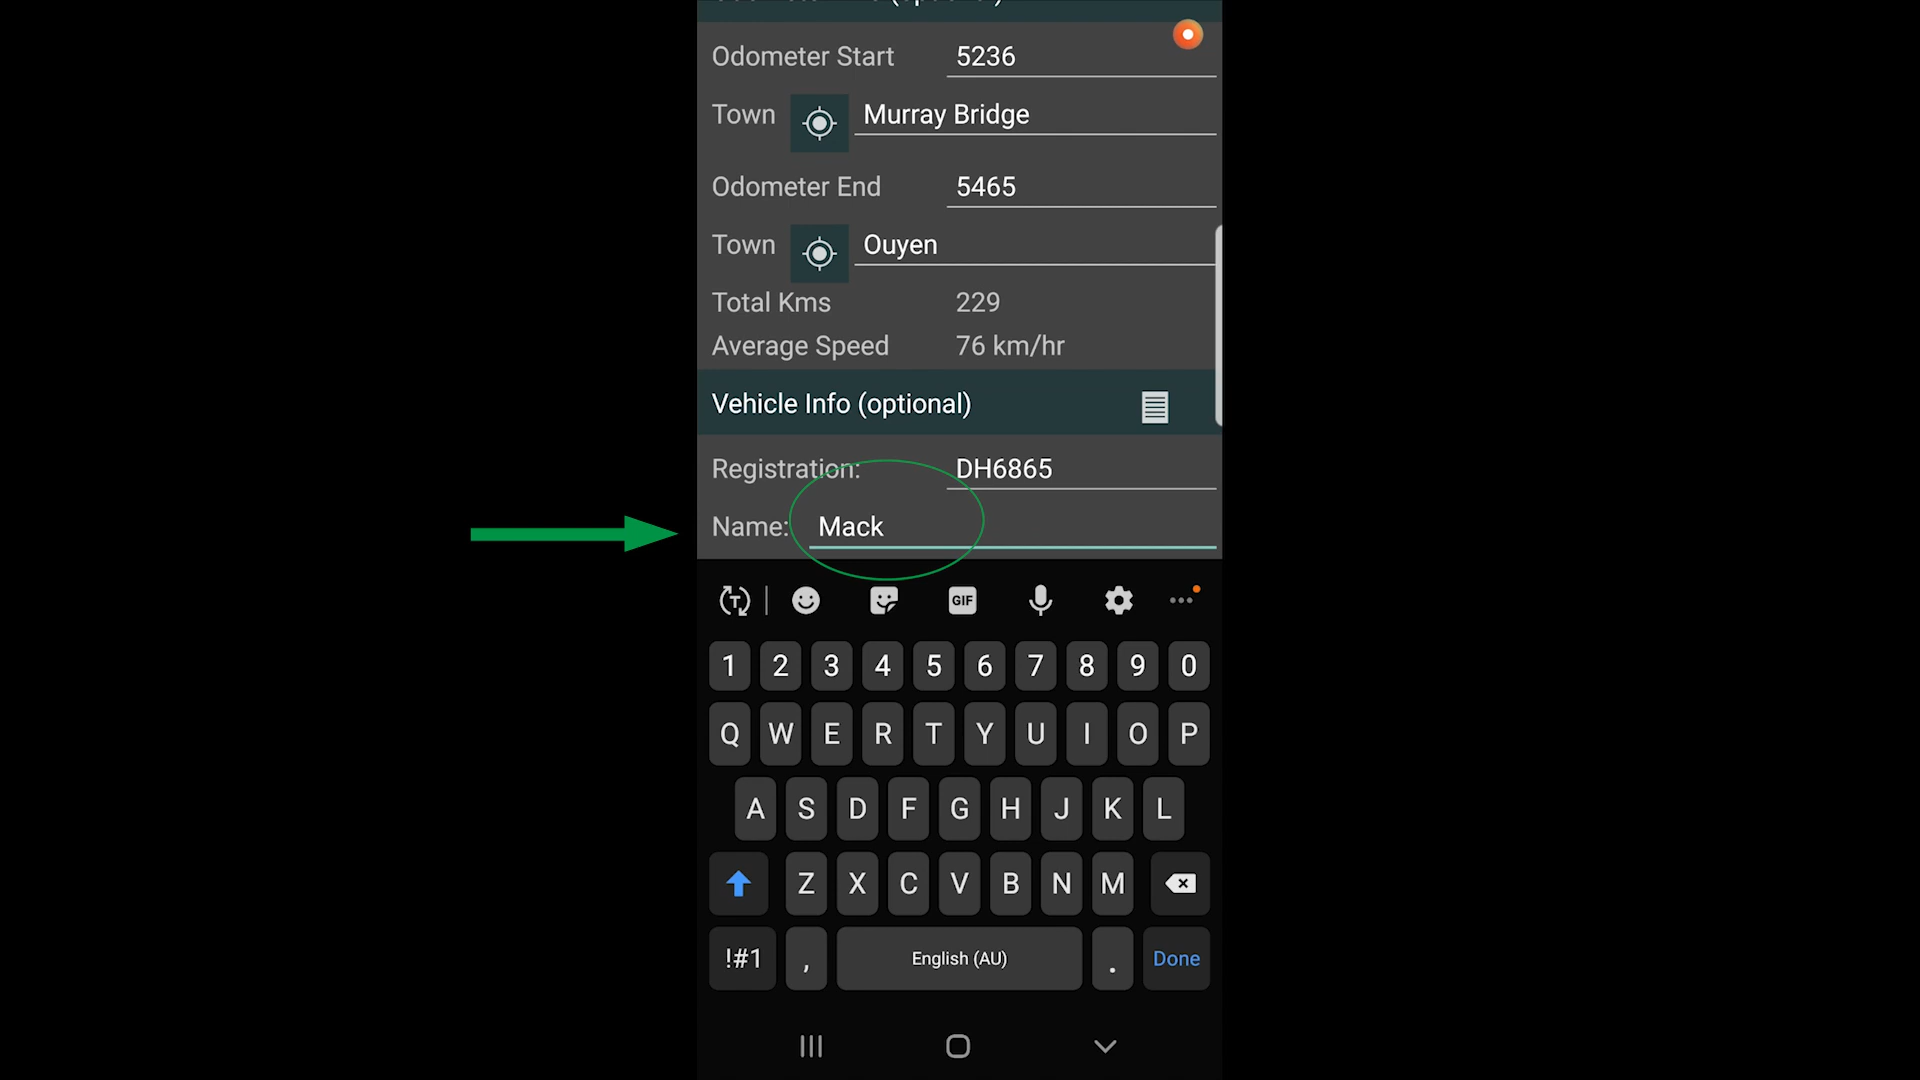 Odometer Start 5236
Town Murray Bridge
Odometer End 5465
Town Ouyen
Total Kms 229
Average Speed 76 km/hr
Vehicle Info (optional)
Registration: DH6865
Name: Mack
T GIF
1 2 3 4 5 6 7 8 9 0
Q W E R T Y U I O P
A S D F G H J K L
Z X C V B N M
!#1 , English (AU) . Done